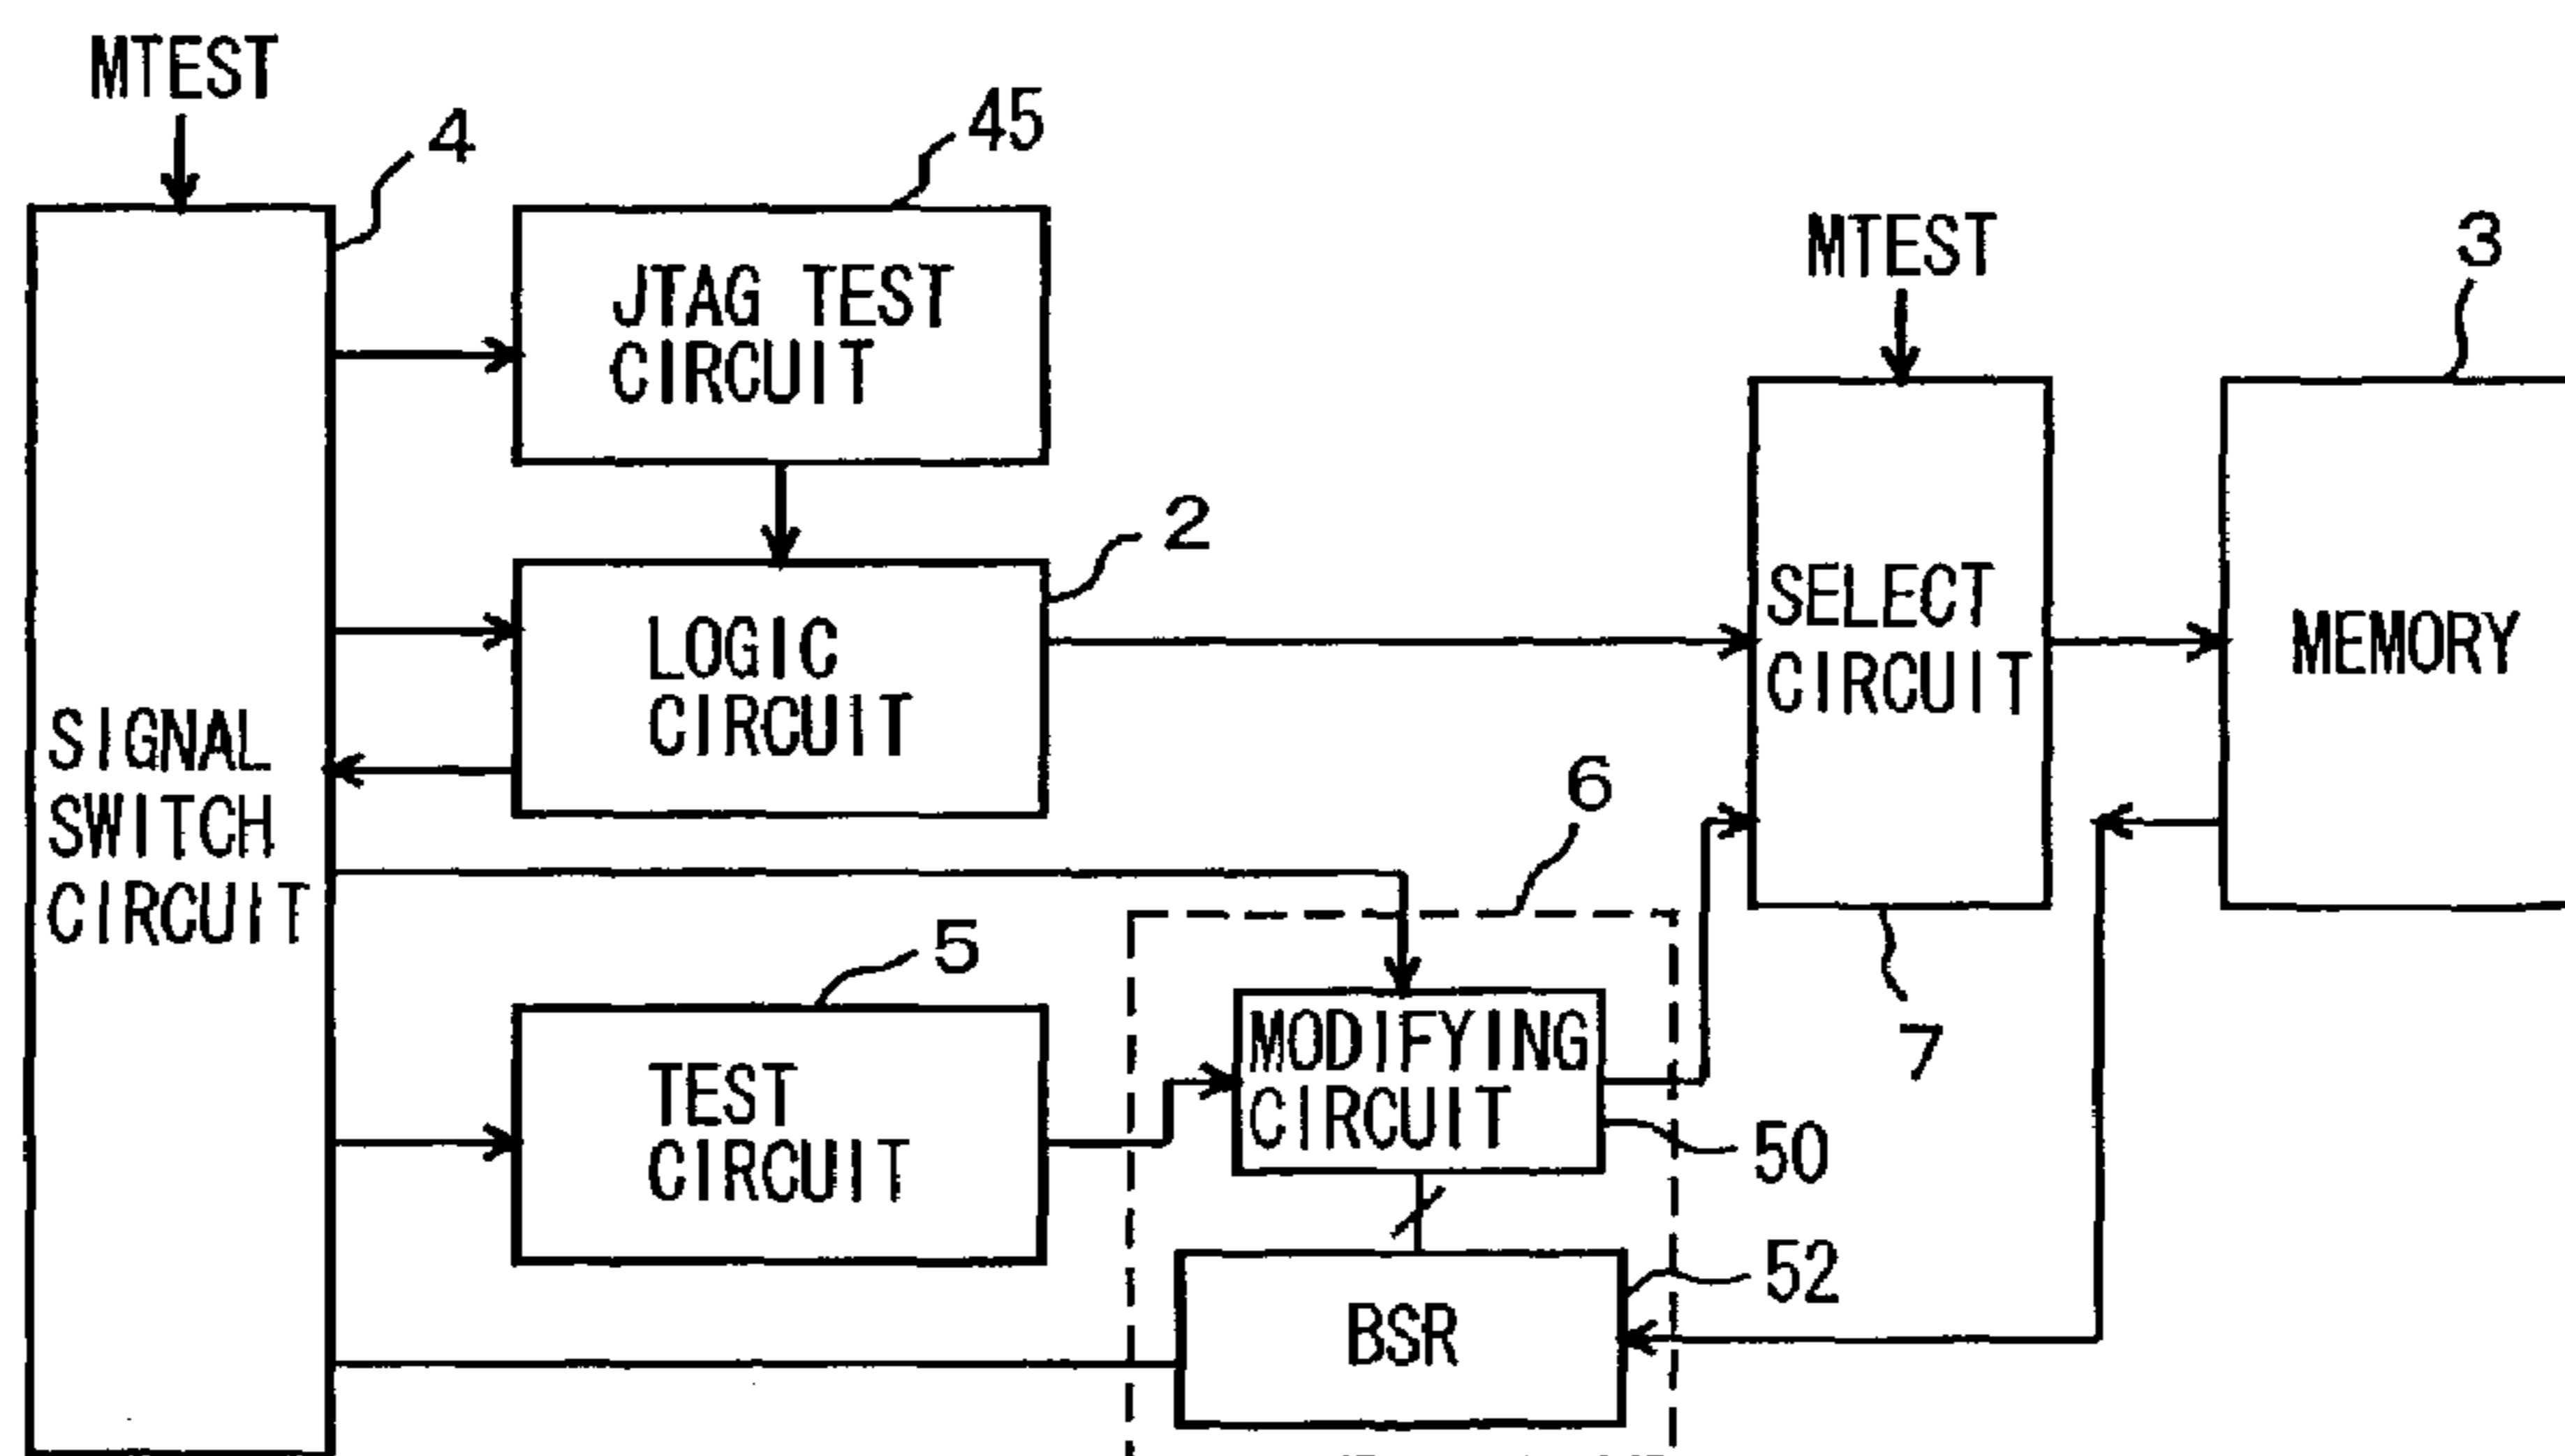 MTEST
4
45
JTAG TEST
CIRCUIT
MTEST
3
2
LOGIC
CIRCUIT
SELECT
CIRCUIT
MEMORY
SIGNAL
SWITCH
CIRCUIT
6
5
7
TEST
CIRCUIT
MODIFYING
CIRCUIT
50
52
BSR